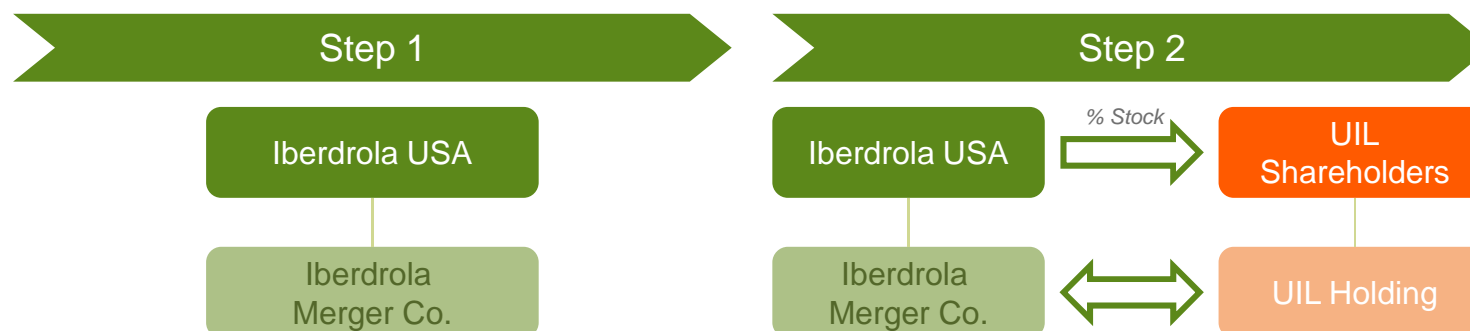 Step 1
Step 2
Iberdrola USA
Iberdrola
Merger Co.
Iberdrola USA
% Stock
UIL
Shareholders
Iberdrola
Merger Co.
UIL Holding